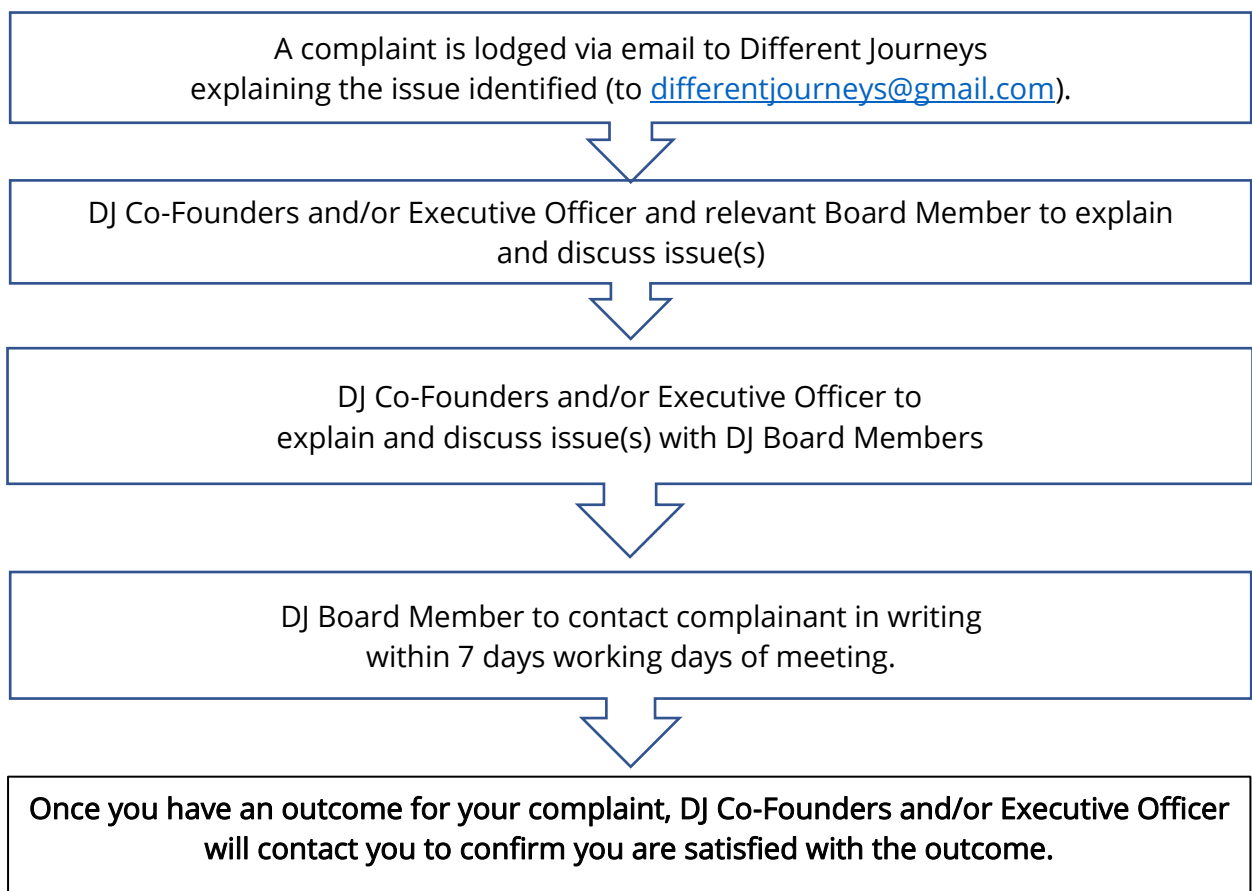 A complaint is lodged via email to Different Journeys
explaining the issue identified (to differentjourneys@gmail.com).
DJ Co-Founders and/or Executive Officer and relevant Board Member to explain
and discuss issue(s)
DJ Co-Founders and/or Executive Officer to
explain and discuss issue(s) with DJ Board Members
DJ Board Member to contact complainant in writing
within 7 days working days of meeting.
Once you have an outcome for your complaint, DJ Co-Founders and/or Executive Officer
will contact you to confirm you are satisfied with the outcome.